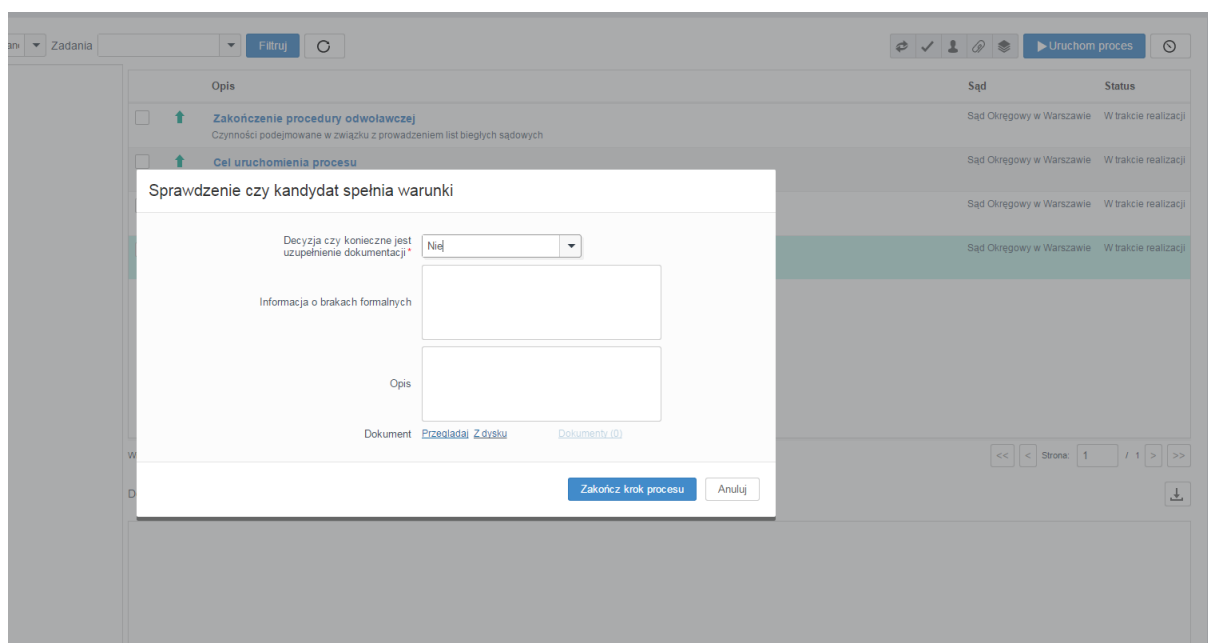 Zadania
Filtruj
Uruchom proces
Opis Sąd Status
Zakończenie procedury odwoławczej Sąd Okręgowy w Warszawie W trakcie realizacji
Czynności podejmowane w związku z prowadzeniem list biegłych sądowych
Cel uruchomienia procesu Sąd Okręgowy w Warszawie W trakcie realizacji
Sąd Okręgowy w Warszawie W trakcie realizacji
Sąd Okręgowy w Warszawie W trakcie realizacji
Sprawdzenie czy kandydat spełnia warunki
Decyzja czy konieczne jest
uzupełnienie dokumentacji* Nie
Informacja o brakach formalnych
Opis
Dokument Przeglądaj Z dysku Dokumenty (0)
Zakończ krok procesu Anuluj
<< < Strona: 1 / 1 > >>